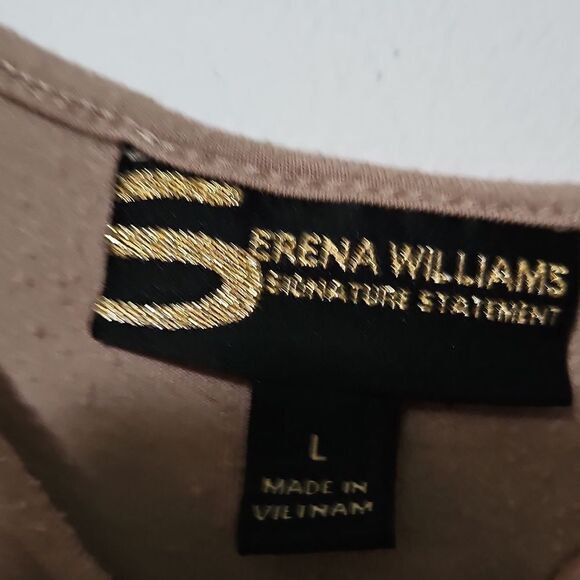 SERENA WILLIAMS
SIGNATURE STATEMENT
L
MADE IN
VIETNAM